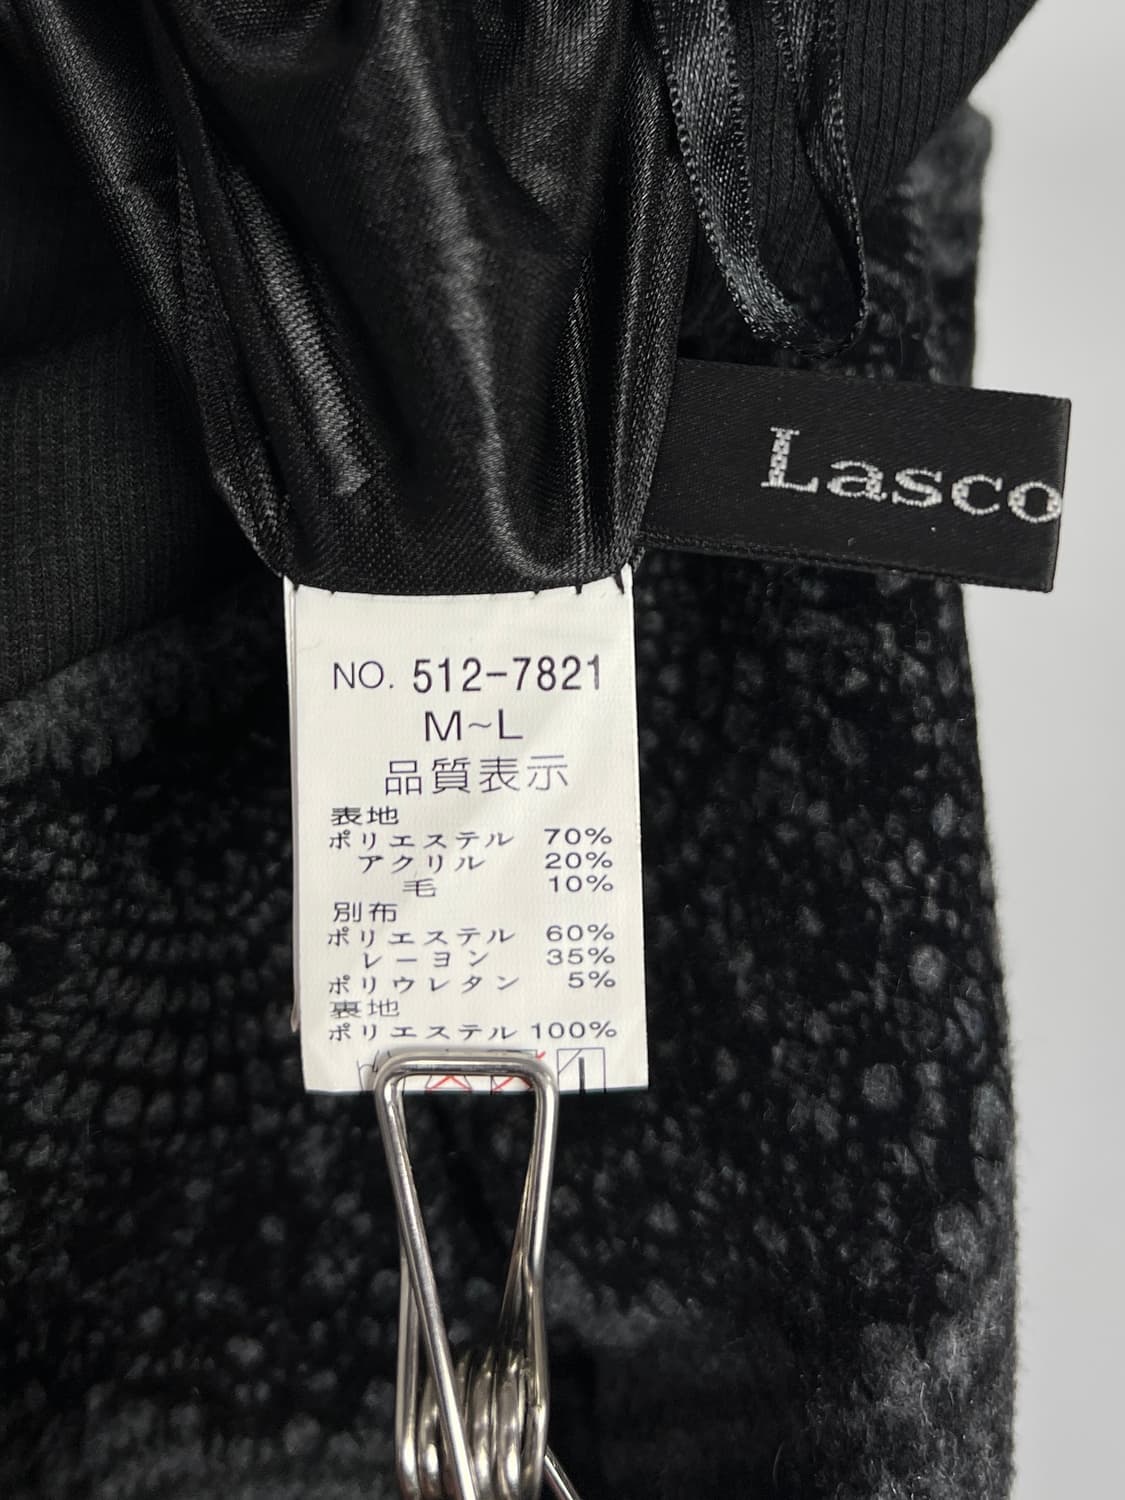 Lasco
NO. 512-7821
M~L
品質表示
表地
ポリエステル 70%
アクリル 20%
毛 10%
別布
ポリエステル 60%
レーヨン 35%
ポリウレタン 5%
裏地
ポリエステル 100%